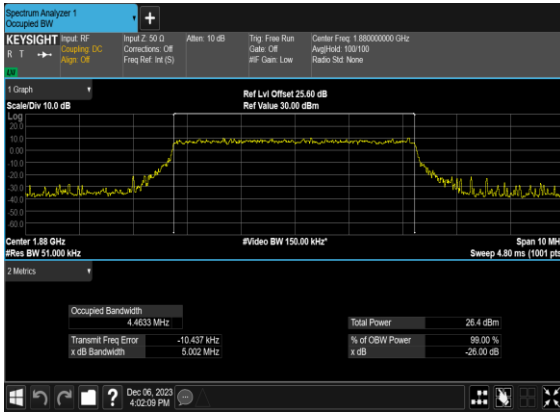 Spectrum Analyzer 1
Occupied BW
KEYSIGHT Input: RF Input Z: 50 Ω Atten: 10 dB Trig: Free Run Center Freq: 1.880000000 GHz
R T Coupling: DC Corrections: Off Gate: Off Avg|Hold: 100/100
Align: Off Freq Ref: Int (S) #IF Gain: Low Radio Std: None
LW
1 Graph
Ref Lvl Offset 25.60 dB
Scale/Div 10.0 dB Ref Value 30.00 dBm
Log
20.0
10.0
0.00
-10.0
-20.0
-30.0
-40.0
-50.0
-60.0
Center 1.88 GHz #Video BW 150.00 kHz* Span 10 MH
#Res BW 51.000 kHz Sweep 4.80 ms (1001 pts
2 Metrics
Occupied Bandwidth
4.4633 MHz Total Power 26.4 dBm
Transmit Freq Error -10.437 kHz % of OBW Power 99.00 %
x dB Bandwidth 5.002 MHz x dB -26.00 dB
Dec 06, 2023
4:02:09 PM